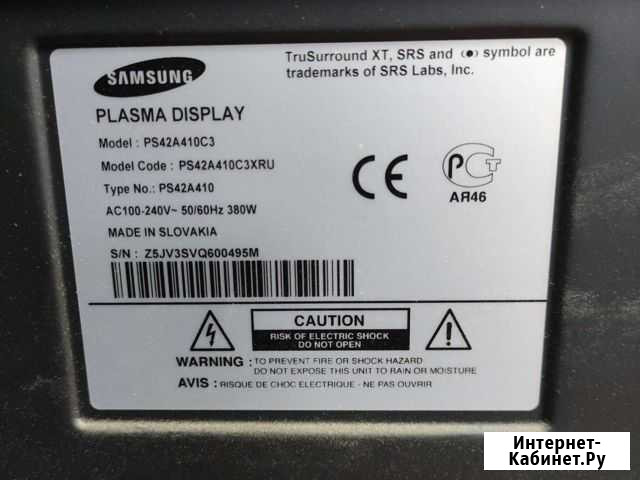 SAMSUNG
TruSurround XT, SRS and (●) symbol are
trademarks of SRS Labs, Inc.
PLASMA DISPLAY
Model : PS42A410C3
Model Code : PS42A410C3XRU
Type No.: PS42A410
AC100-240V~ 50/60Hz 380W
MADE IN SLOVAKIA
S/N : Z5JV3SVQ600495M
CE
РСТ
АЯ46
CAUTION
RISK OF ELECTRIC SHOCK
DO NOT OPEN
WARNING : TO PREVENT FIRE OR SHOCK HAZARD
DO NOT EXPOSE THIS UNIT TO RAIN OR MOISTURE
AVIS : RISQUE DE CHOC ELECTRIQUE - NE PAS OUVRIR
Интернет-
Кабинет.Ру